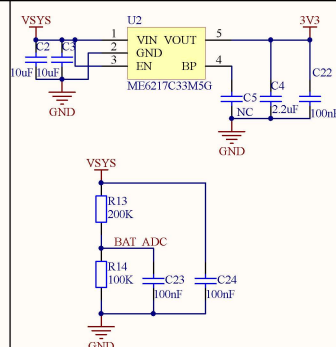 VSYS
U2
3V3
1 VIN VOUT 5
2 GND
3 EN BP 4
C2
C3
10uF 10uF
ME6217C33M5G
GND
C5
NC
C4
2.2uF
C22
100n
GND
VSYS
R13
200K
BAT_ADC
R14
100K
C23
100nF
C24
100nF
GND